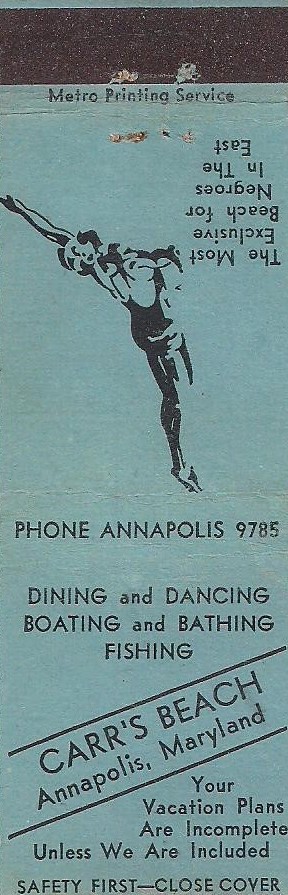 Metro Printing Service
The Most
Exclusive
Beach for
Negroes
In The
East
PHONE ANNAPOLIS 9785
DINING and DANCING
BOATING and BATHING
FISHING
CARR'S BEACH
Annapolis, Maryland
Your
Vacation Plans
Are Incomplete
Unless We Are Included
SAFETY FIRST—CLOSE COVER